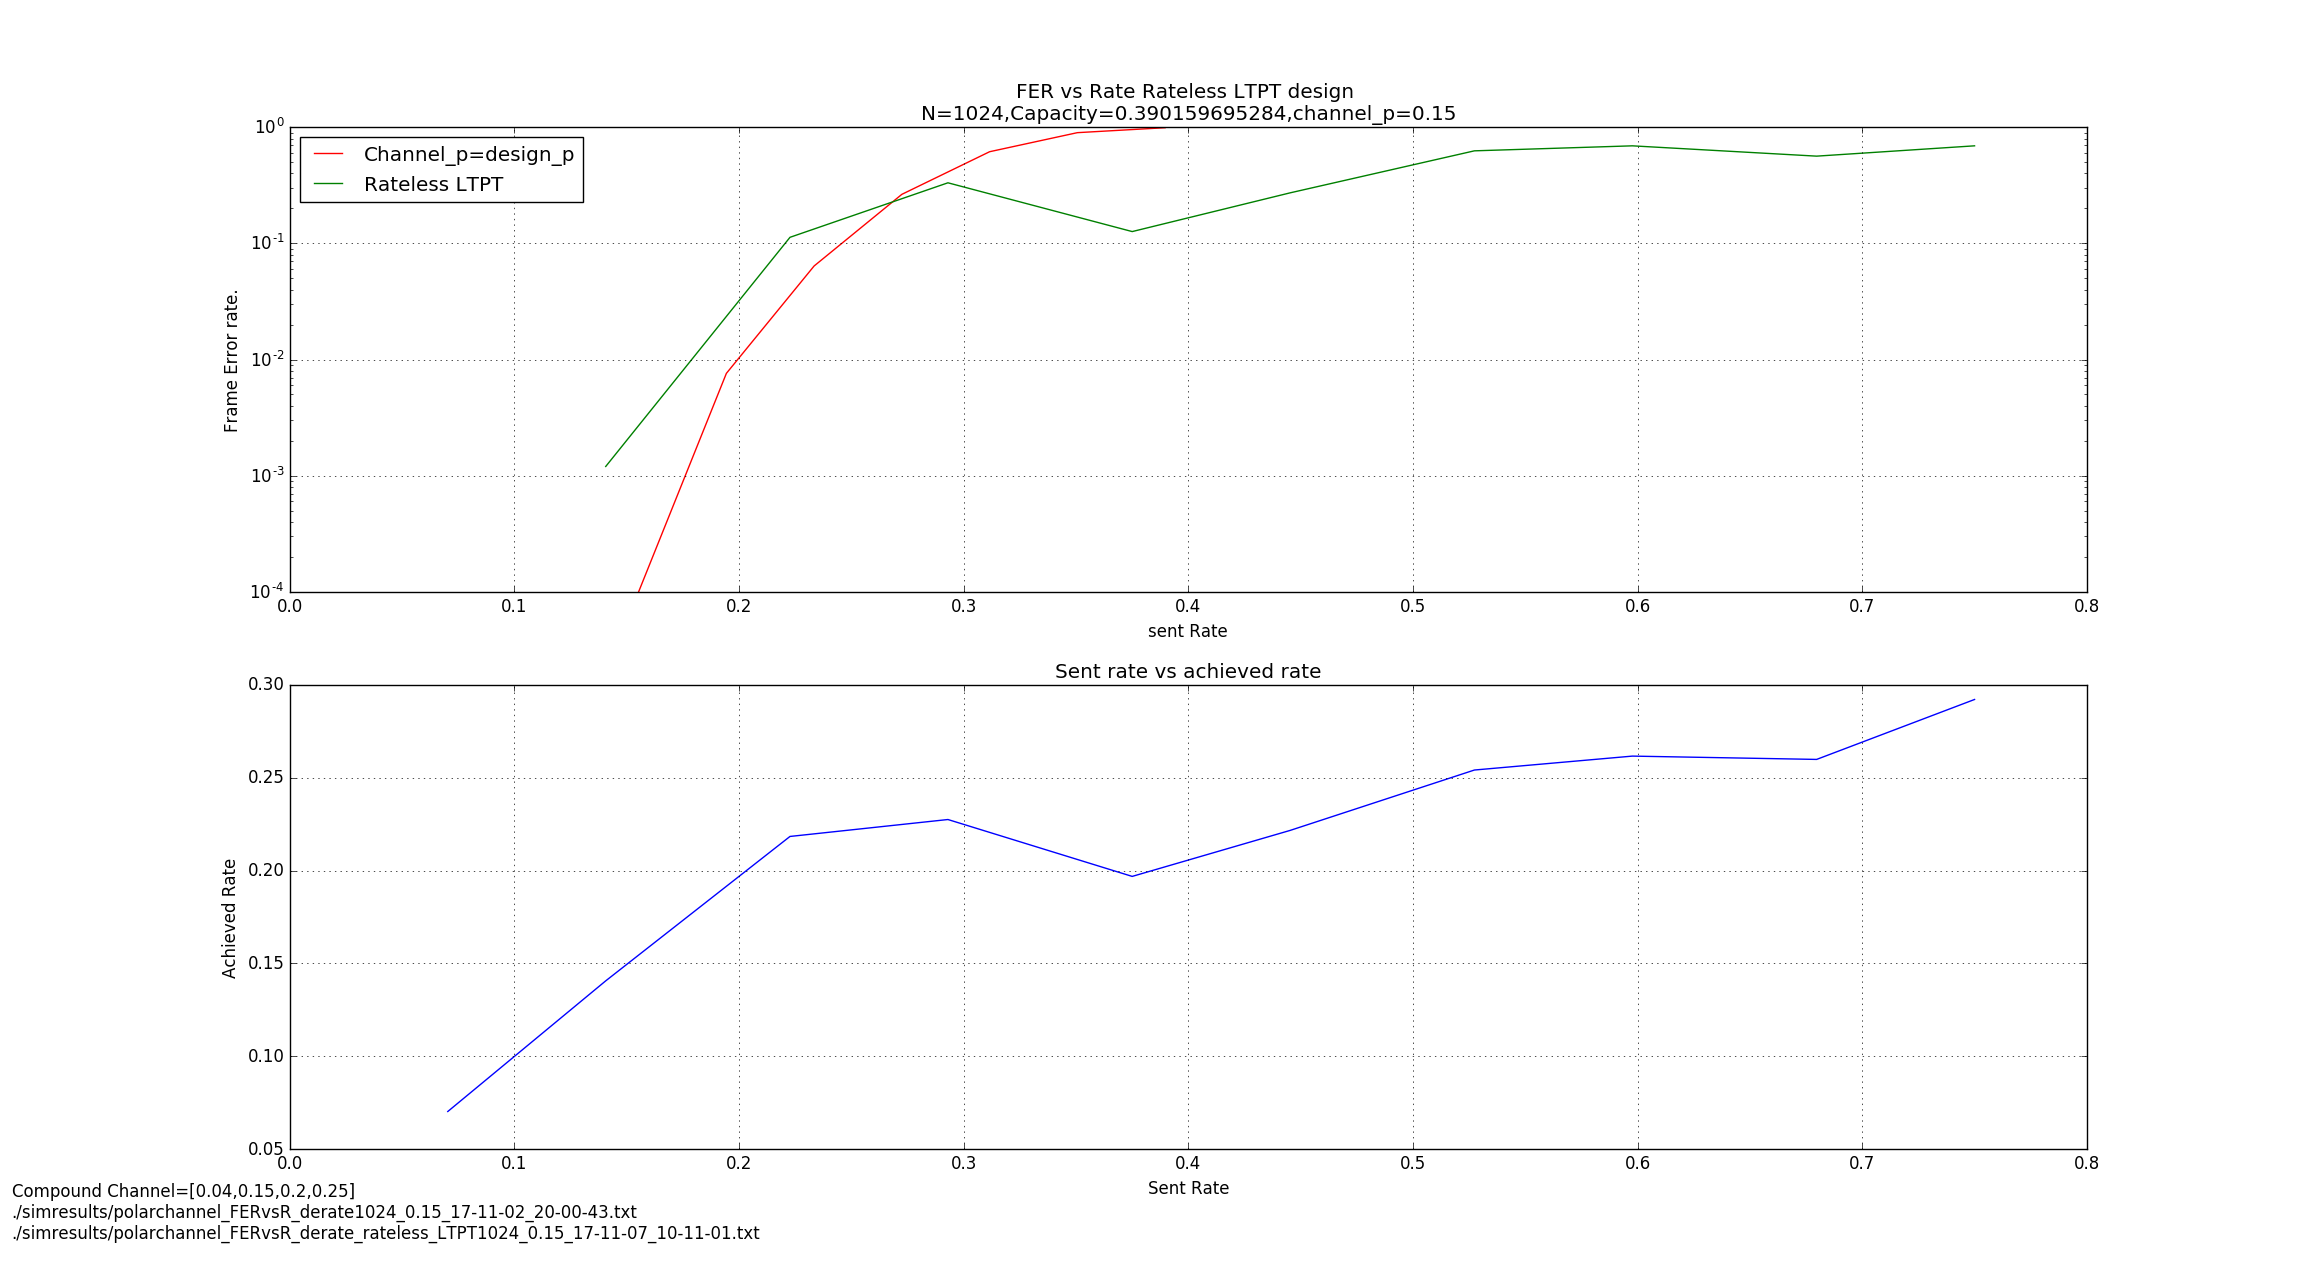 FER vs Rate Rateless LTPT design
N=1024,Capacity=0.390159695284,channel_p=0.15
10^0
10^-1
10^-2
10^-3
10^-4
Frame Error rate.
Channel_p=design_p
Rateless LTPT
0.0 0.1 0.2 0.3 0.4 0.5 0.6 0.7 0.8
sent Rate
Sent rate vs achieved rate
0.30
0.25
0.20
0.15
0.10
0.05
Achieved Rate
0.0 0.1 0.2 0.3 0.4 0.5 0.6 0.7 0.8
Sent Rate
Compound Channel=[0.04,0.15,0.2,0.25]
./simresults/polarchannel_FERvsR_derate1024_0.15_17-11-02_20-00-43.txt
./simresults/polarchannel_FERvsR_derate_rateless_LTPT1024_0.15_17-11-07_10-11-01.txt